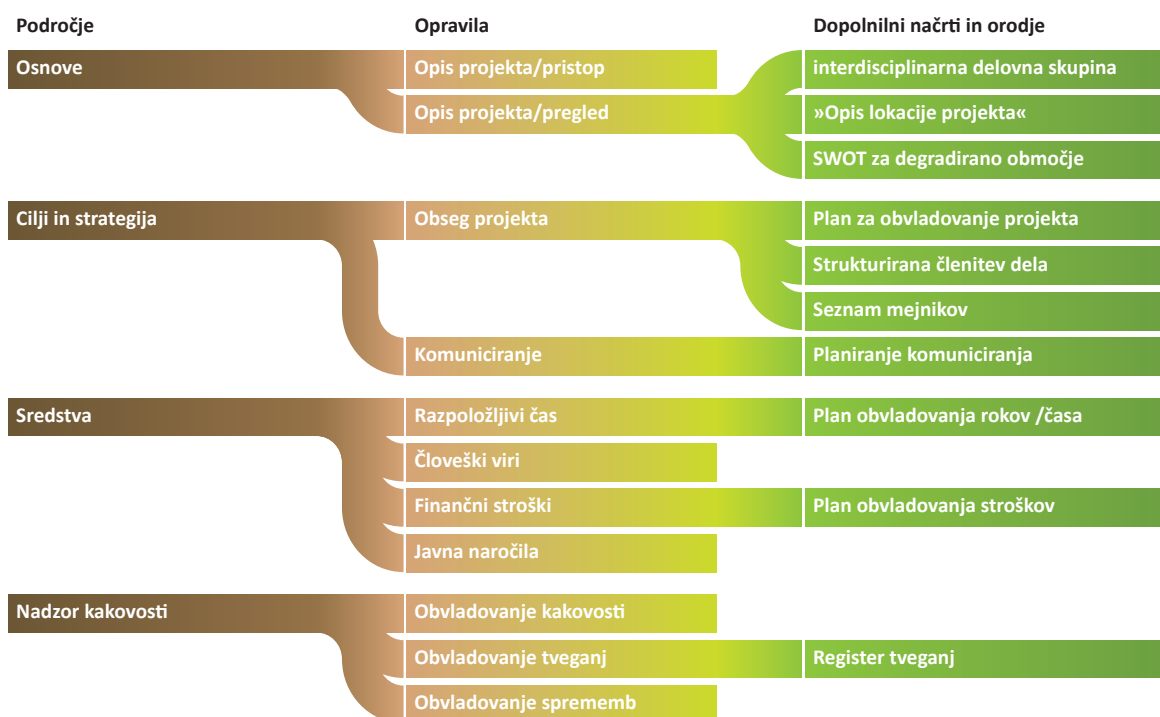 Področje Opravila Dopolnilni načrti in orodje
Osnove Opis projekta/pristop interdisciplinarna delovna skupina
Opis projekta/pregled »Opis lokacije projekta«
SWOT za degradirano območje
Cilji in strategija Obseg projekta Plan za obvladovanje projekta
Strukturirana členitev dela
Seznam mejnikov
Komuniciranje Planiranje komuniciranja
Sredstva Razpoložljivi čas Plan obvladovanja rokov /časa
Človeški viri
Finančni stroški Plan obvladovanja stroškov
Javna naročila
Nadzor kakovosti Obvladovanje kakovosti
Obvladovanje tveganj Register tveganj
Obvladovanje sprememb